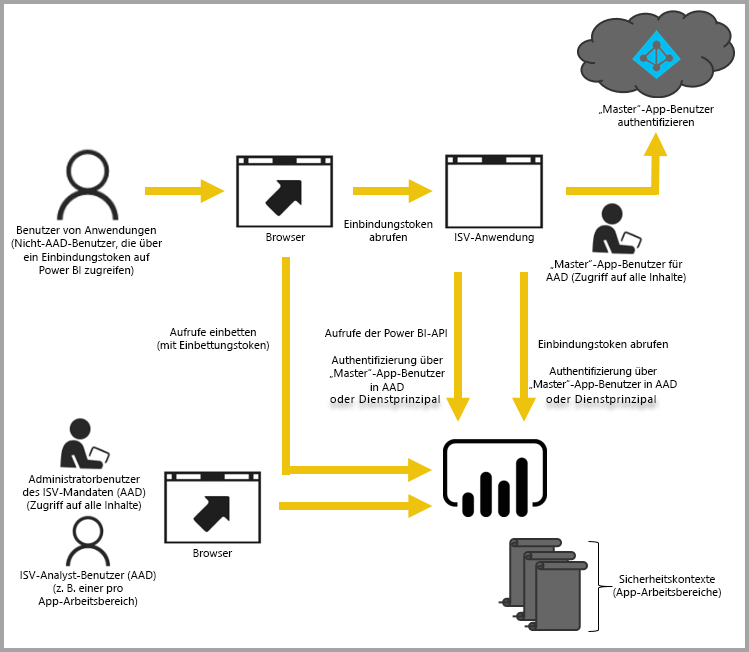 „Master“-App-Benutzer
authentifizieren
Benutzer von Anwendungen
(Nicht-AAD-Benutzer, die über
ein Einbindungstoken auf
Power BI zugreifen)
Browser
Einbindungstoken
abrufen
ISV-Anwendung
„Master“-App-Benutzer für
AAD (Zugriff auf alle Inhalte)
Aufrufe einbetten
(mit Einbettungstoken)
Aufrufe der Power BI-API
Authentifizierung über
„Master“-App-Benutzer
in AAD
oder Dienstprinzipal
Einbindungstoken abrufen
Authentifizierung über
„Master“-App-Benutzer in AAD
oder Dienstprinzipal
Administratorbenutzer
des ISV-Mandaten (AAD)
(Zugriff auf alle Inhalte)
Browser
ISV-Analyst-Benutzer (AAD)
(z. B. einer pro
App-Arbeitsbereich)
Sicherheitskontexte
(App-Arbeitsbereiche)